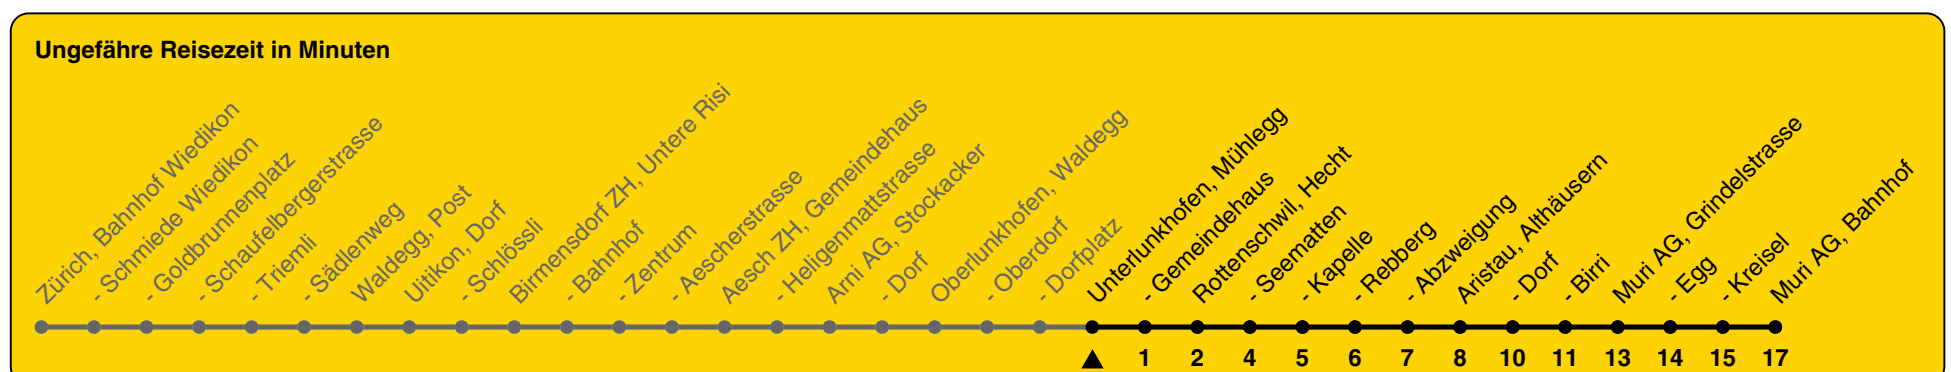 Ungefähre Reisezeit in Minuten
Zürich, Bahnhof Wiedikon
- Schmiede Wiedikon
- Goldbrunnenplatz
- Schaufelbergerstrasse
- Triemli
- Sädlenweg
Waldegg, Post
Uitikon, Dorf
- Schlössli
Birmensdorf ZH, Untere Risi
- Bahnhof
- Zentrum
- Aescherstrasse
Aesch ZH, Gemeindehaus
- Heligenmattstrasse
Arni AG, Stockacker
- Dorf
Oberlunkhofen, Waldegg
- Oberdorf
- Dorfplatz
Unterlunkhofen, Mühlegg
- Gemeindehaus
Rottenschwil, Hecht
- Seematten
- Kapelle
- Rebberg
- Abzweigung
Aristau, Althäusern
- Dorf
- Birri
Muri AG, Grindelstrasse
- Egg
- Kreisel
Muri AG, Bahnhof
1 2 4 5 6 7 8 10 11 13 14 15 17